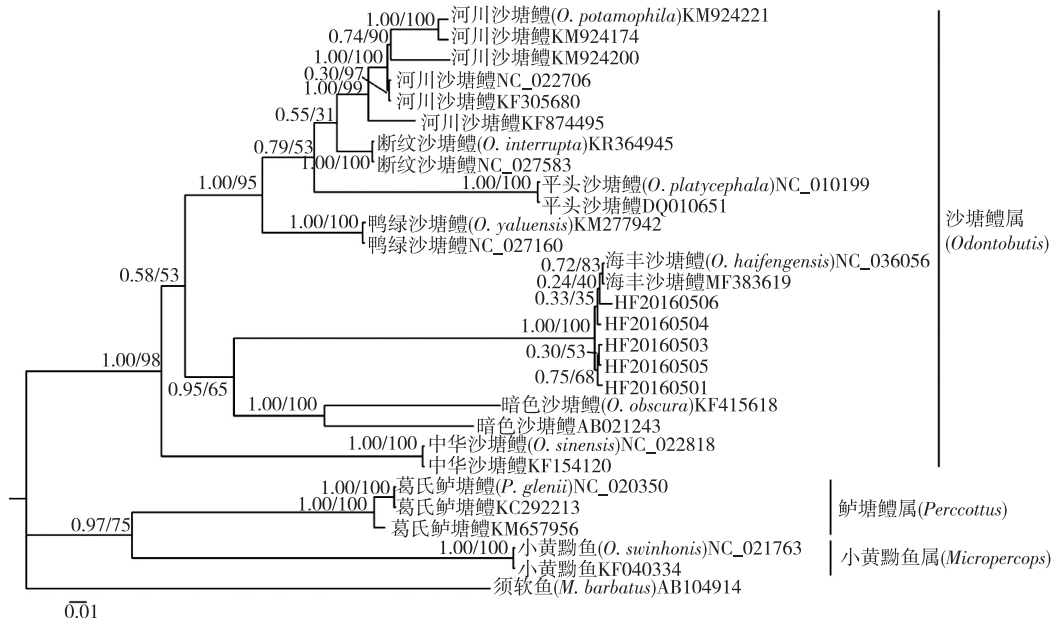 1.00/100
河川沙塘鳢(O. potamophila)KM924221
0.74/90
河川沙塘鳢KM924174
1.00/100
河川沙塘鳢KM924200
0.30/97
河川沙塘鳢NC_022706
1.00/99
河川沙塘鳢KF305680
0.55/31
河川沙塘鳢KF874495
0.79/53
断纹沙塘鳢(O. interrupta)KR364945
1.00/100
断纹沙塘鳢NC_027583
1.00/95
1.00/100
平头沙塘鳢(O. platycephala)NC_010199
平头沙塘鳢DQ010651
1.00/100
鸭绿沙塘鳢(O. yaluensis)KM277942
鸭绿沙塘鳢NC_027160
沙塘鳢属
(Odontobutis)
0.58/53
0.72/83
海丰沙塘鳢(O. haifengensis)NC_036056
0.24/40
海丰沙塘鳢MF383619
0.33/35
HF20160506
1.00/100
HF20160504
0.30/53
HF20160503
HF20160505
0.75/68
HF20160501
1.00/98
0.95/65
1.00/100
暗色沙塘鳢(O. obscura)KF415618
暗色沙塘鳢AB021243
1.00/100
中华沙塘鳢(O. sinensis)NC_022818
中华沙塘鳢KF154120
1.00/100
葛氏鲈塘鳢(P. glenii)NC_020350
1.00/100
葛氏鲈塘鳢KC292213
葛氏鲈塘鳢KM657956
鲈塘鳢属(Perccottus)
0.97/75
1.00/100
小黄黝鱼(O. swinhonis)NC_021763
小黄黝鱼KF040334
小黄黝鱼属(Micropercops)
须软鱼(M. barbatus)AB104914
0.01